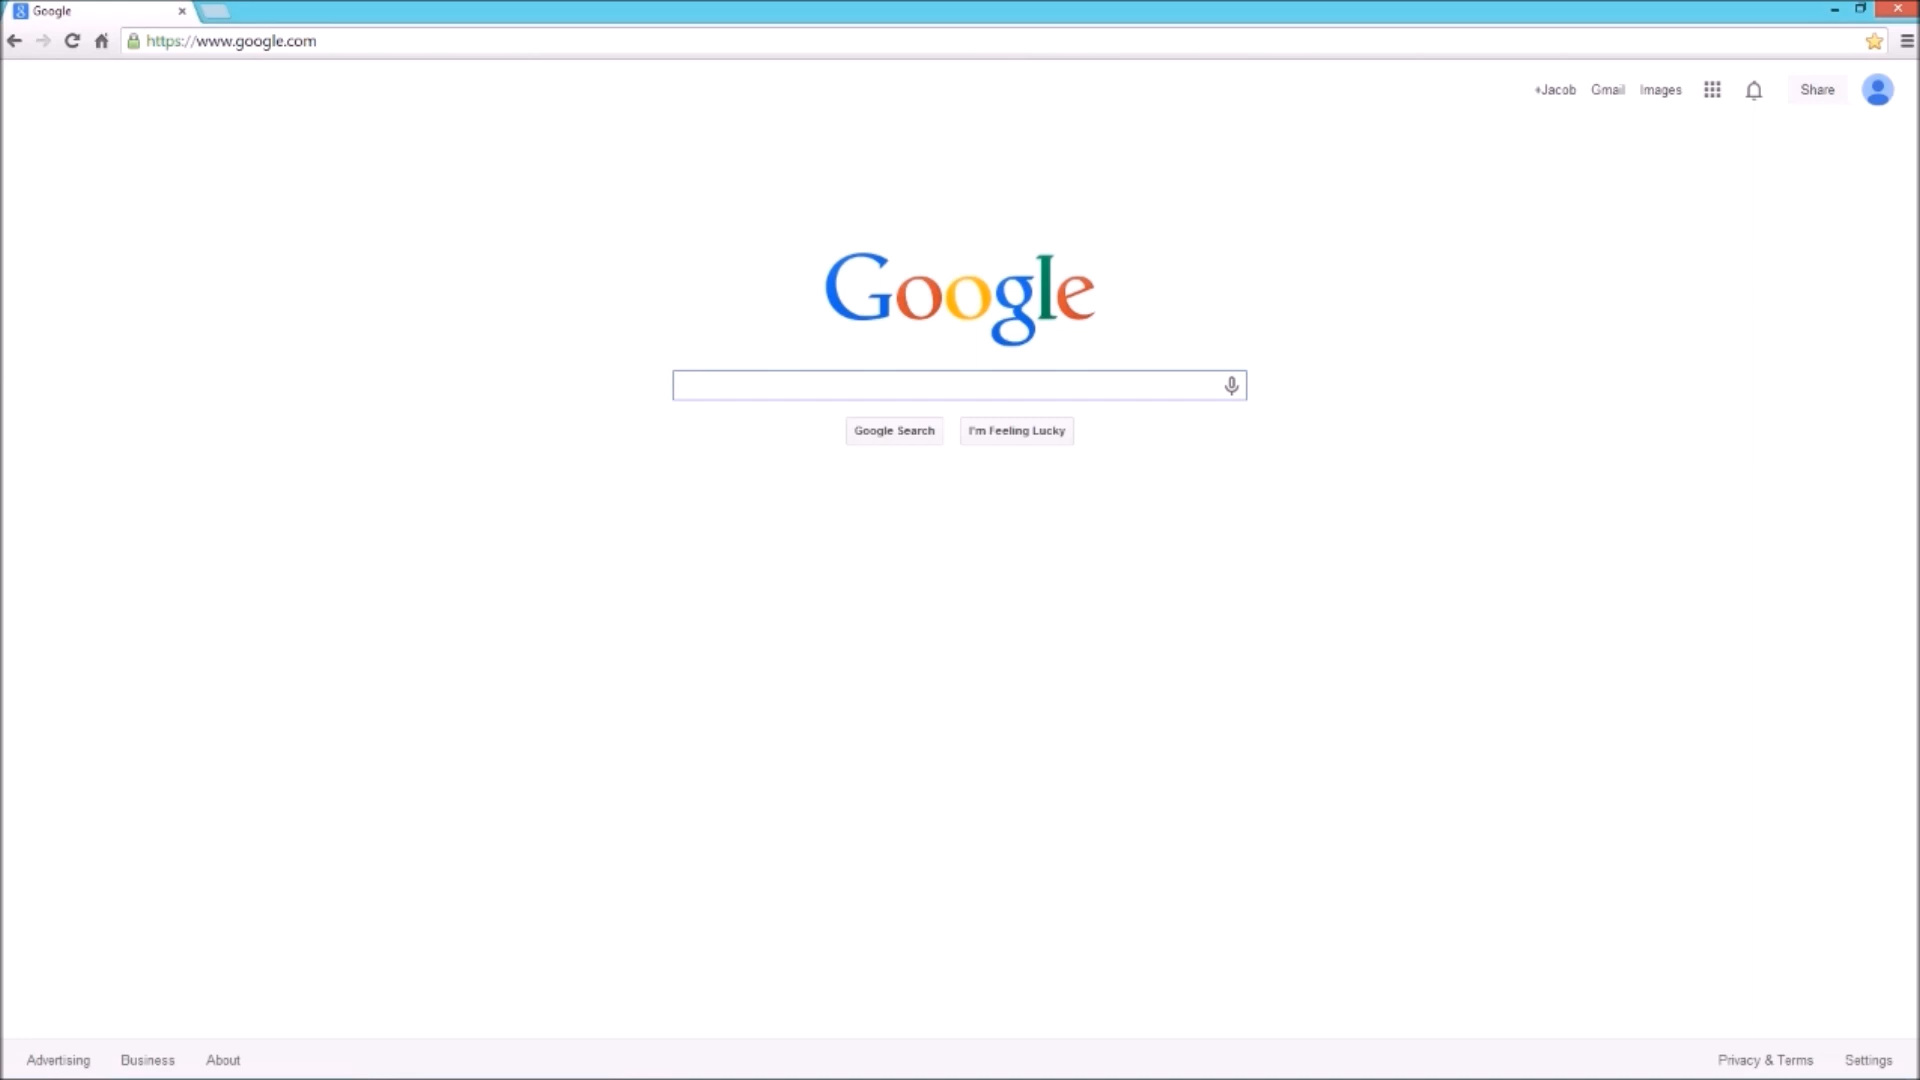 Google
https://www.google.com
+Jacob Gmail Images Share
Google
Google Search I'm Feeling Lucky
Advertising Business About Privacy & Terms Settings